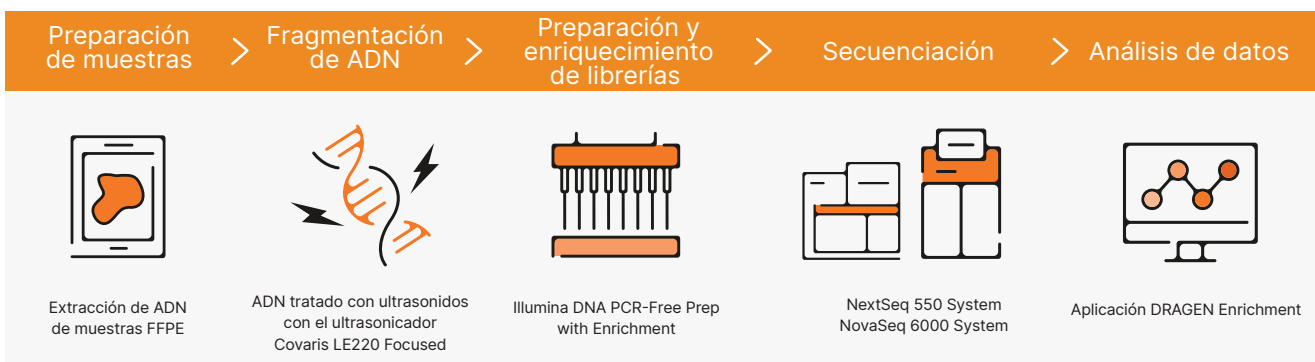 Preparación
de muestras
Fragmentación
de ADN
Preparación y
enriquecimiento
de librerías
Secuenciación
Análisis de datos
Extracción de ADN
de muestras FFPE
ADN tratado con ultrasonidos
con el ultrasonicador
Covaris LE220 Focused
Illumina DNA PCR-Free Prep
with Enrichment
NextSeq 550 System
NovaSeq 6000 System
Aplicación DRAGEN Enrichment